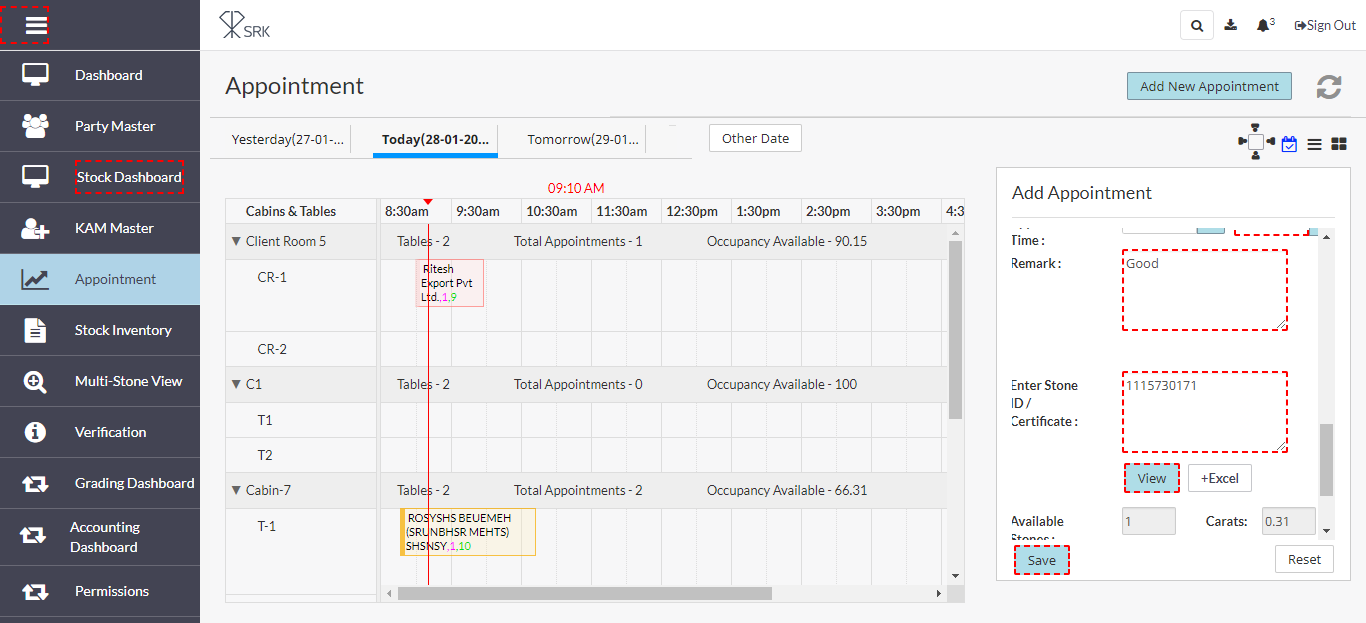 SRK
3
Sign Out
Dashboard
Party Master
Stock Dashboard
KAM Master
Appointment
Stock Inventory
Multi-Stone View
Verification
Grading Dashboard
Accounting
Dashboard
Permissions
Appointment
Add New Appointment
Yesterday(27-01-...
Today(28-01-20...
Tomorrow(29-01...
Other Date
09:10 AM
Cabins & Tables
8:30am 9:30am 10:30am 11:30am 12:30pm 1:30pm 2:30pm 3:30pm 4:3
Client Room 5 Tables - 2 Total Appointments - 1 Occupancy Available - 90.15
CR-1
Ritesh
Export Pvt
Ltd.,1,9
CR-2
C1 Tables - 2 Total Appointments - 0 Occupancy Available - 100
T1
T2
Cabin-7 Tables - 2 Total Appointments - 2 Occupancy Available - 66.31
T-1
ROSYSHS BEUEMEH
(SRUNBHSR MEHTS)
SHSNSY,1,10
Add Appointment
Time :
Remark :
Good
Enter Stone
ID /
Certificate :
1115730171
View
+Excel
Available
Stones :
1
Carats:
0.31
Save
Reset